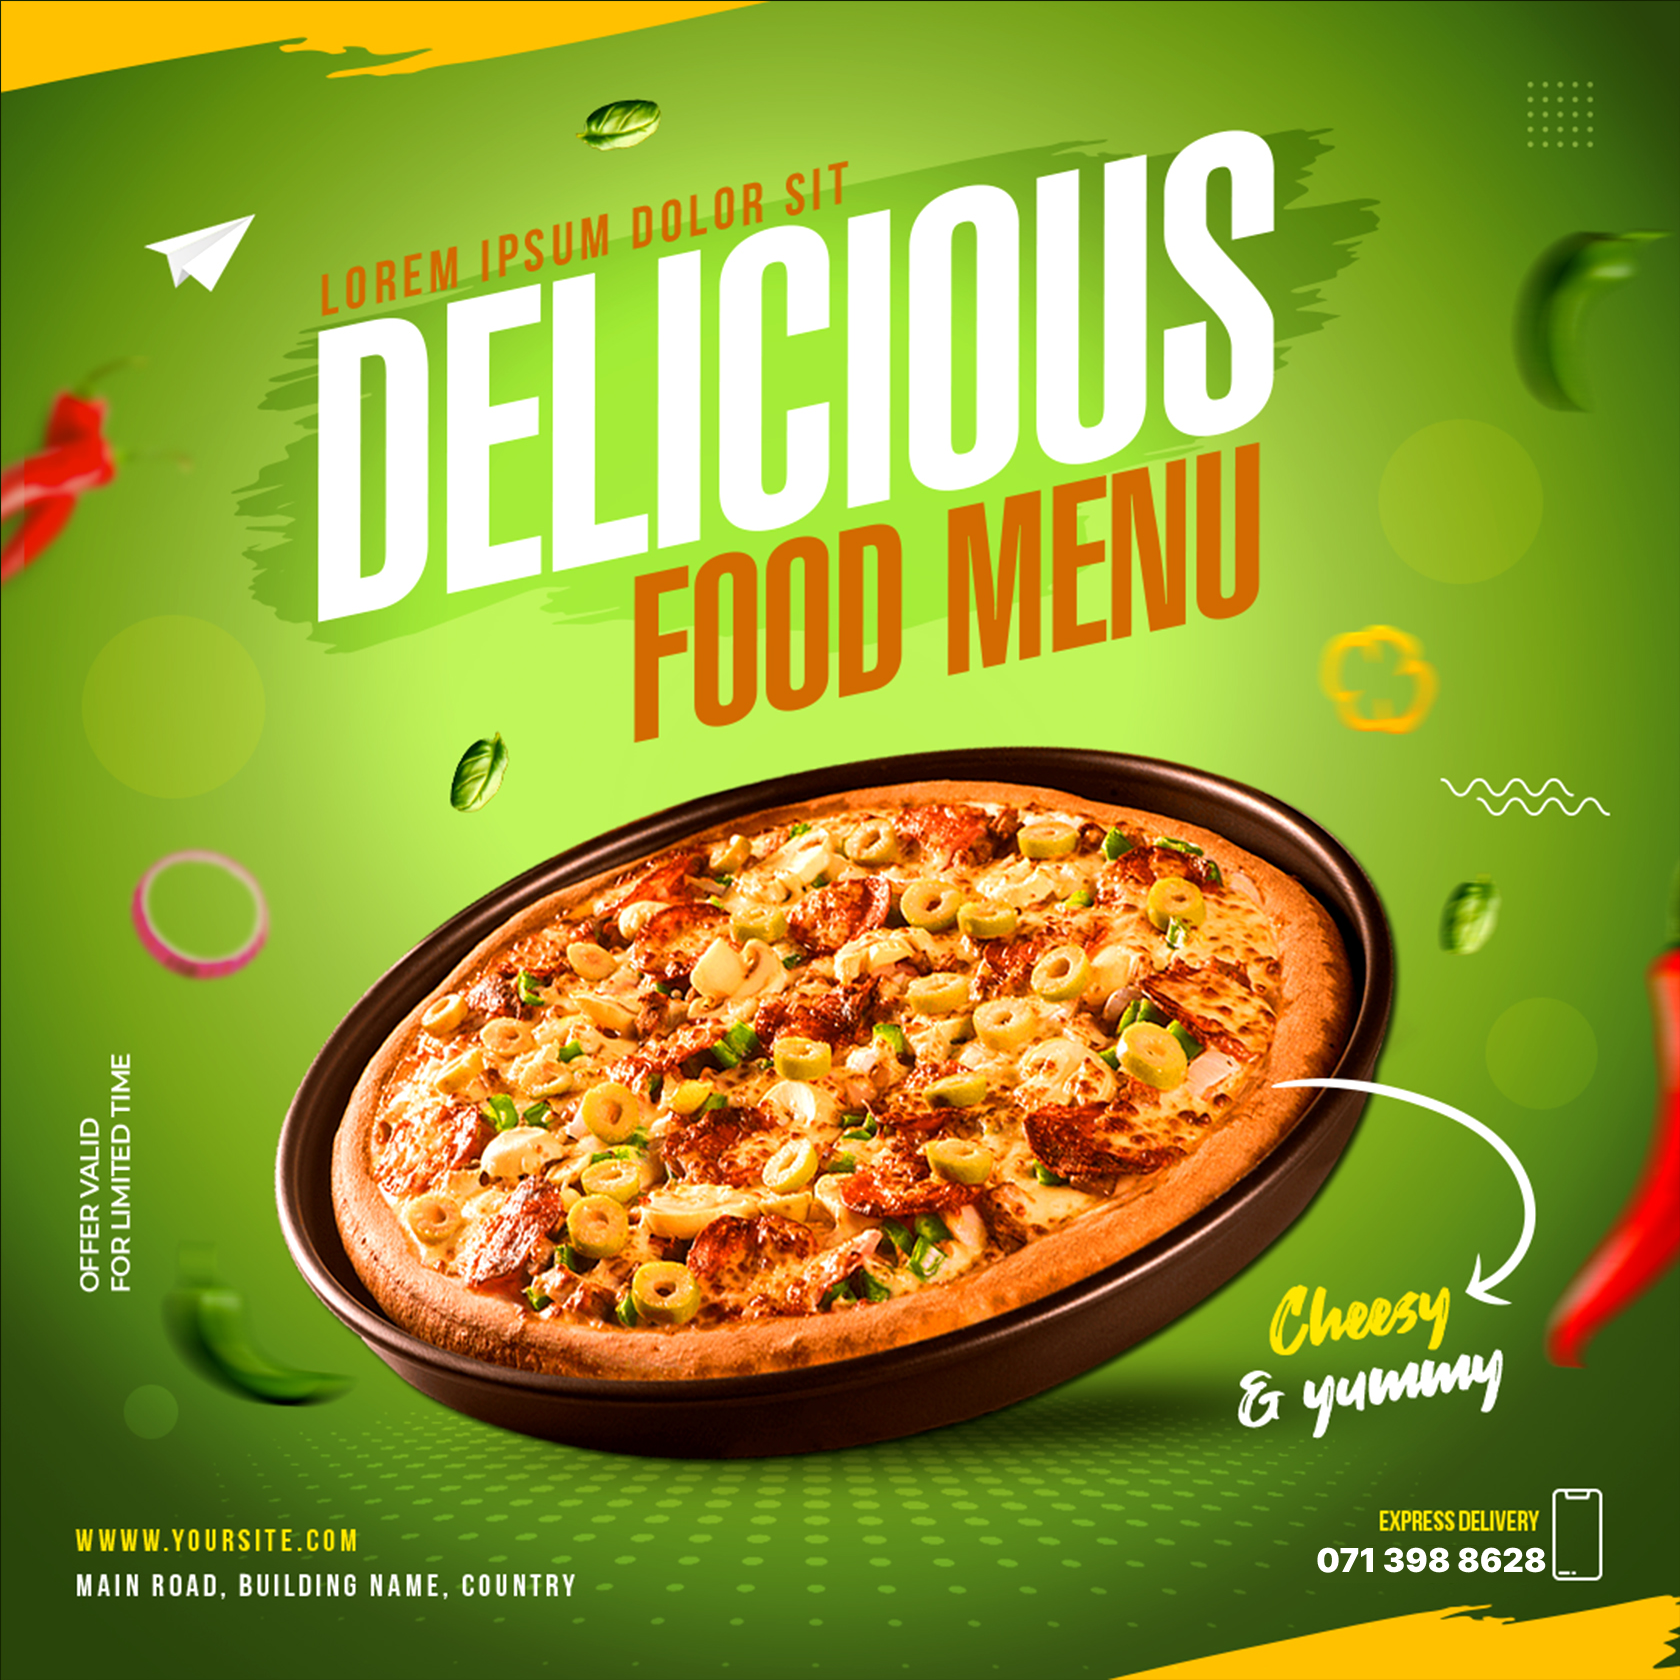 LOREM IPSUM DOLOR SIT
DELICIOUS
FOOD MENU
OFFER VALID
FOR LIMITED TIME
Cheesy
& yummy
WWWW.YOURSITE.COM
MAIN ROAD, BUILDING NAME, COUNTRY
EXPRESS DELIVERY
071 398 8628